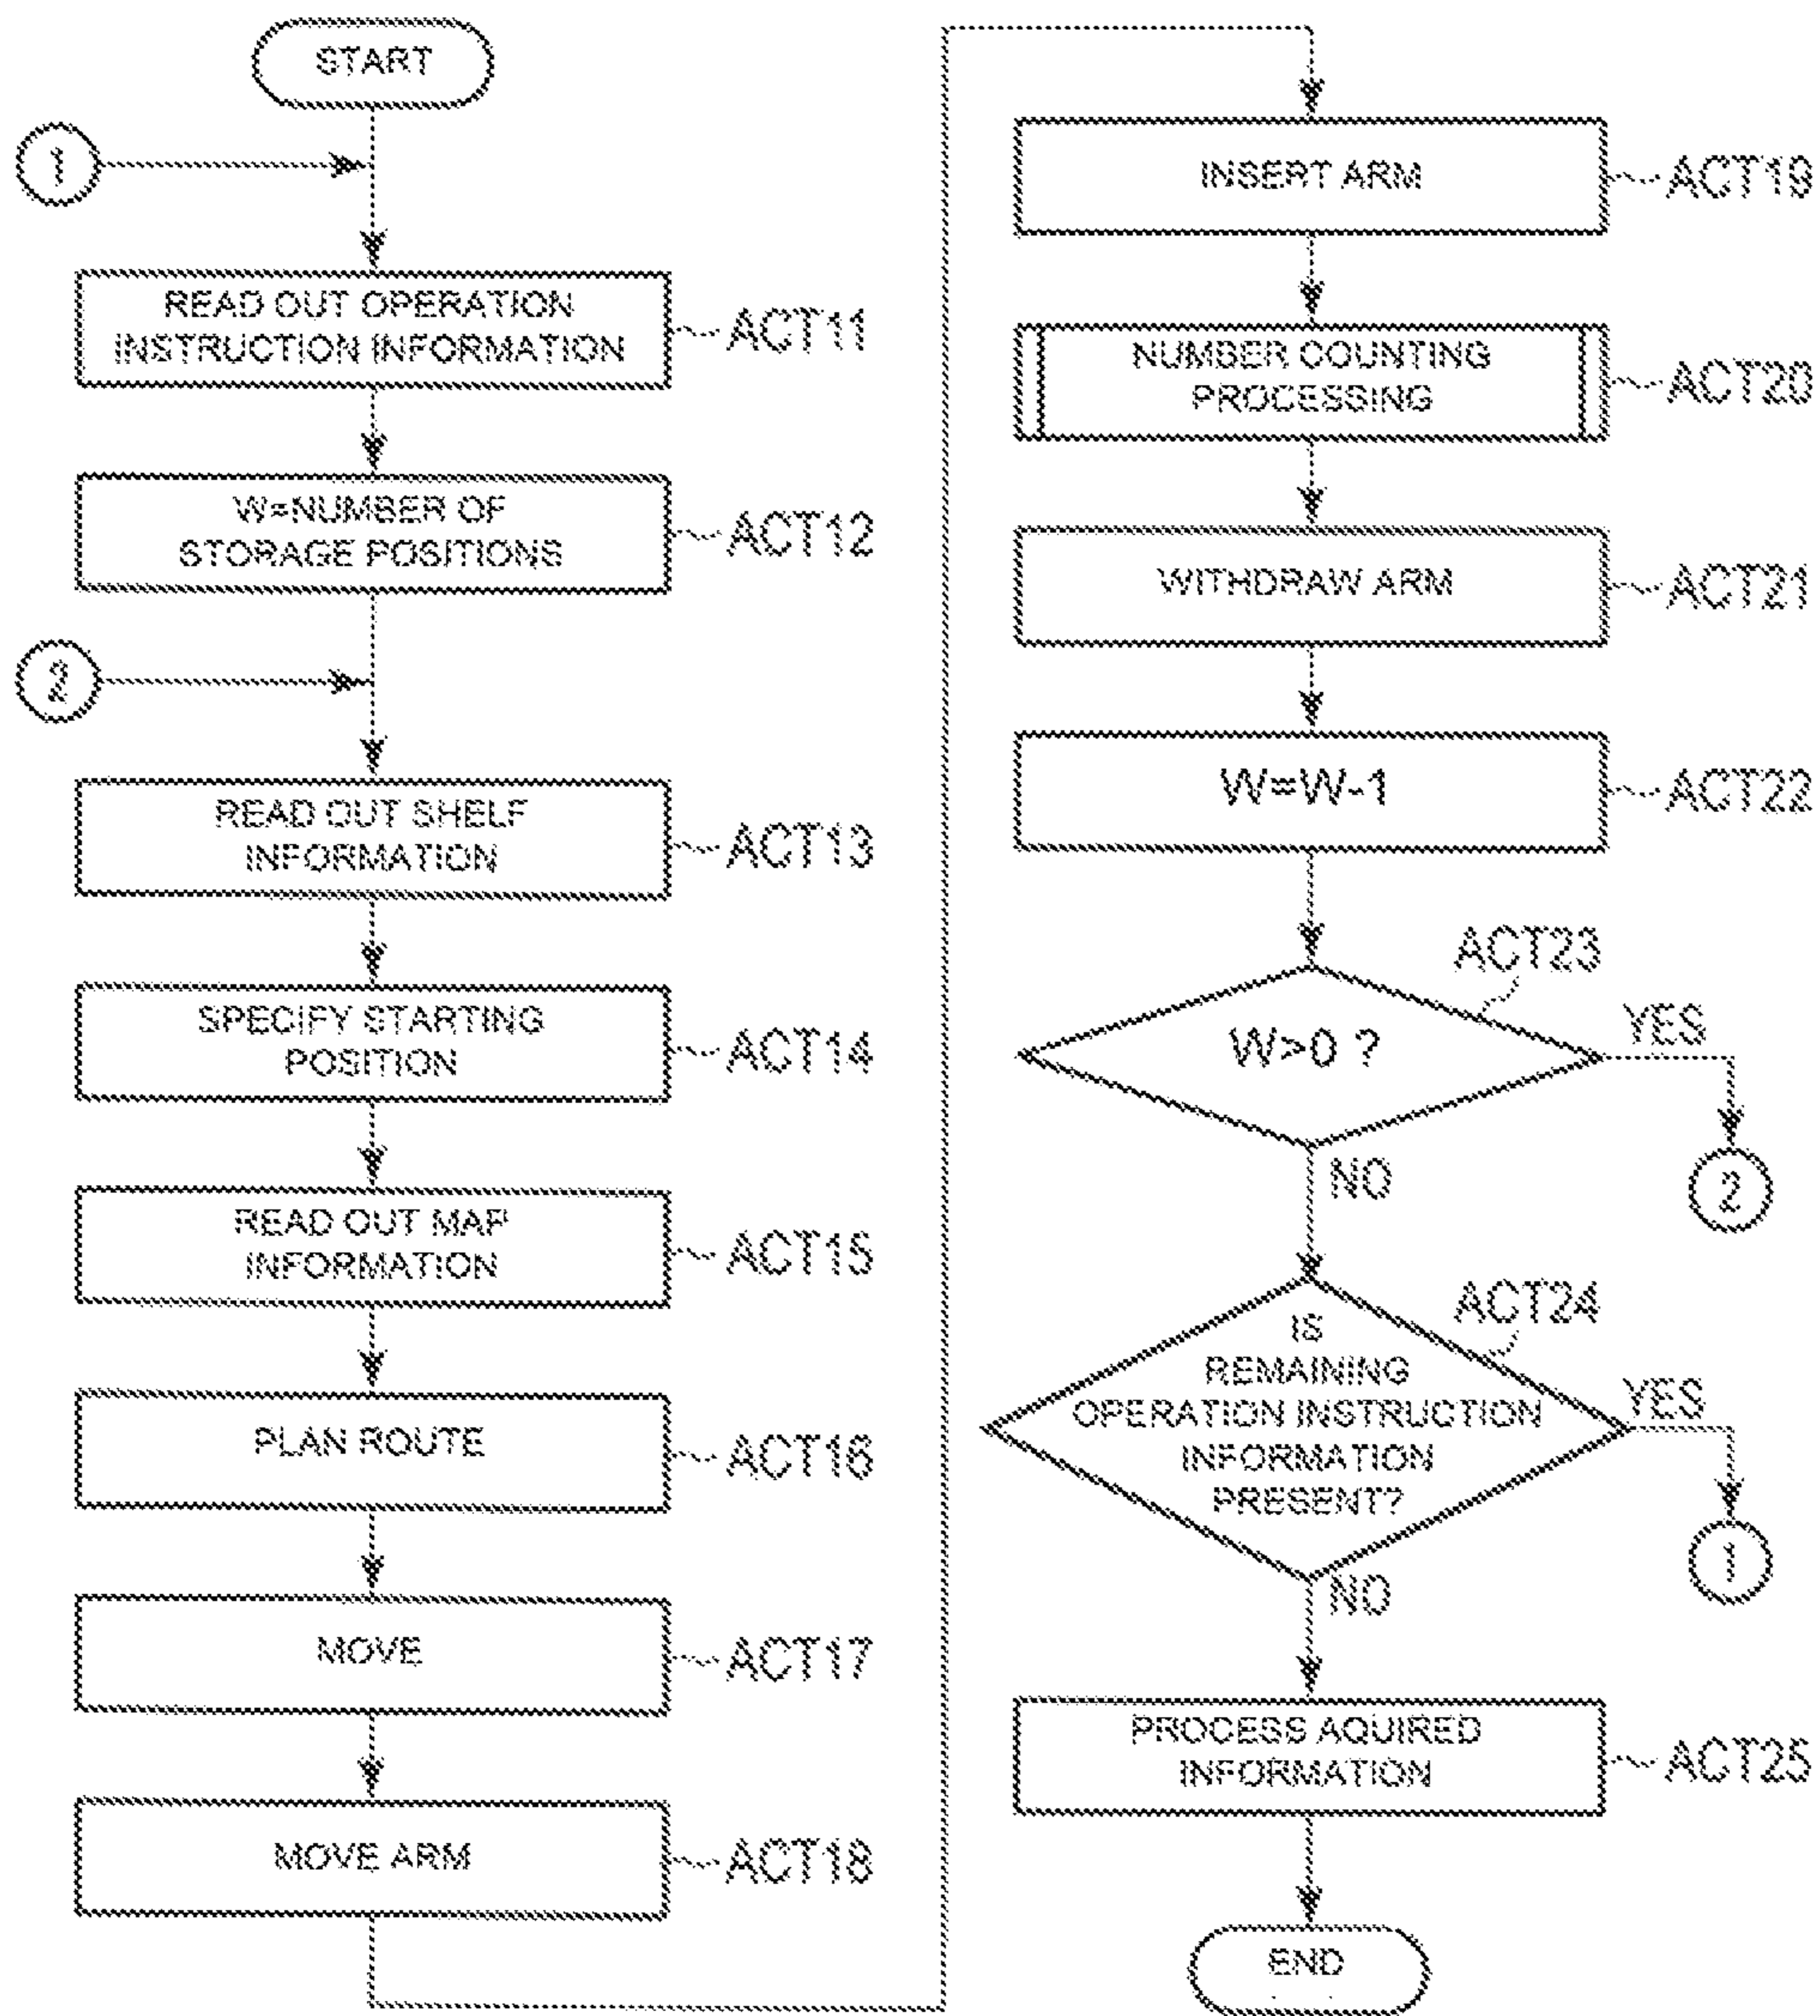 START
1
READ OUT OPERATION
INSTRUCTION INFORMATION
ACT11
W=NUMBER OF
STORAGE POSITIONS
ACT12
2
READ OUT SHELF
INFORMATION
ACT13
SPECIFY STARTING
POSITION
ACT14
READ OUT MAP
INFORMATION
ACT15
PLAN ROUTE
ACT16
MOVE
ACT17
MOVE ARM
ACT18
INSERT ARM
ACT19
NUMBER COUNTING
PROCESSING
ACT20
WITHDRAW ARM
ACT21
W=W-1
ACT22
ACT23
W>0 ?
YES
2
NO
ACT24
IS
REMAINING
OPERATION INSTRUCTION
INFORMATION
PRESENT?
YES
1
NO
PROCESS AQUIRED
INFORMATION
ACT25
END